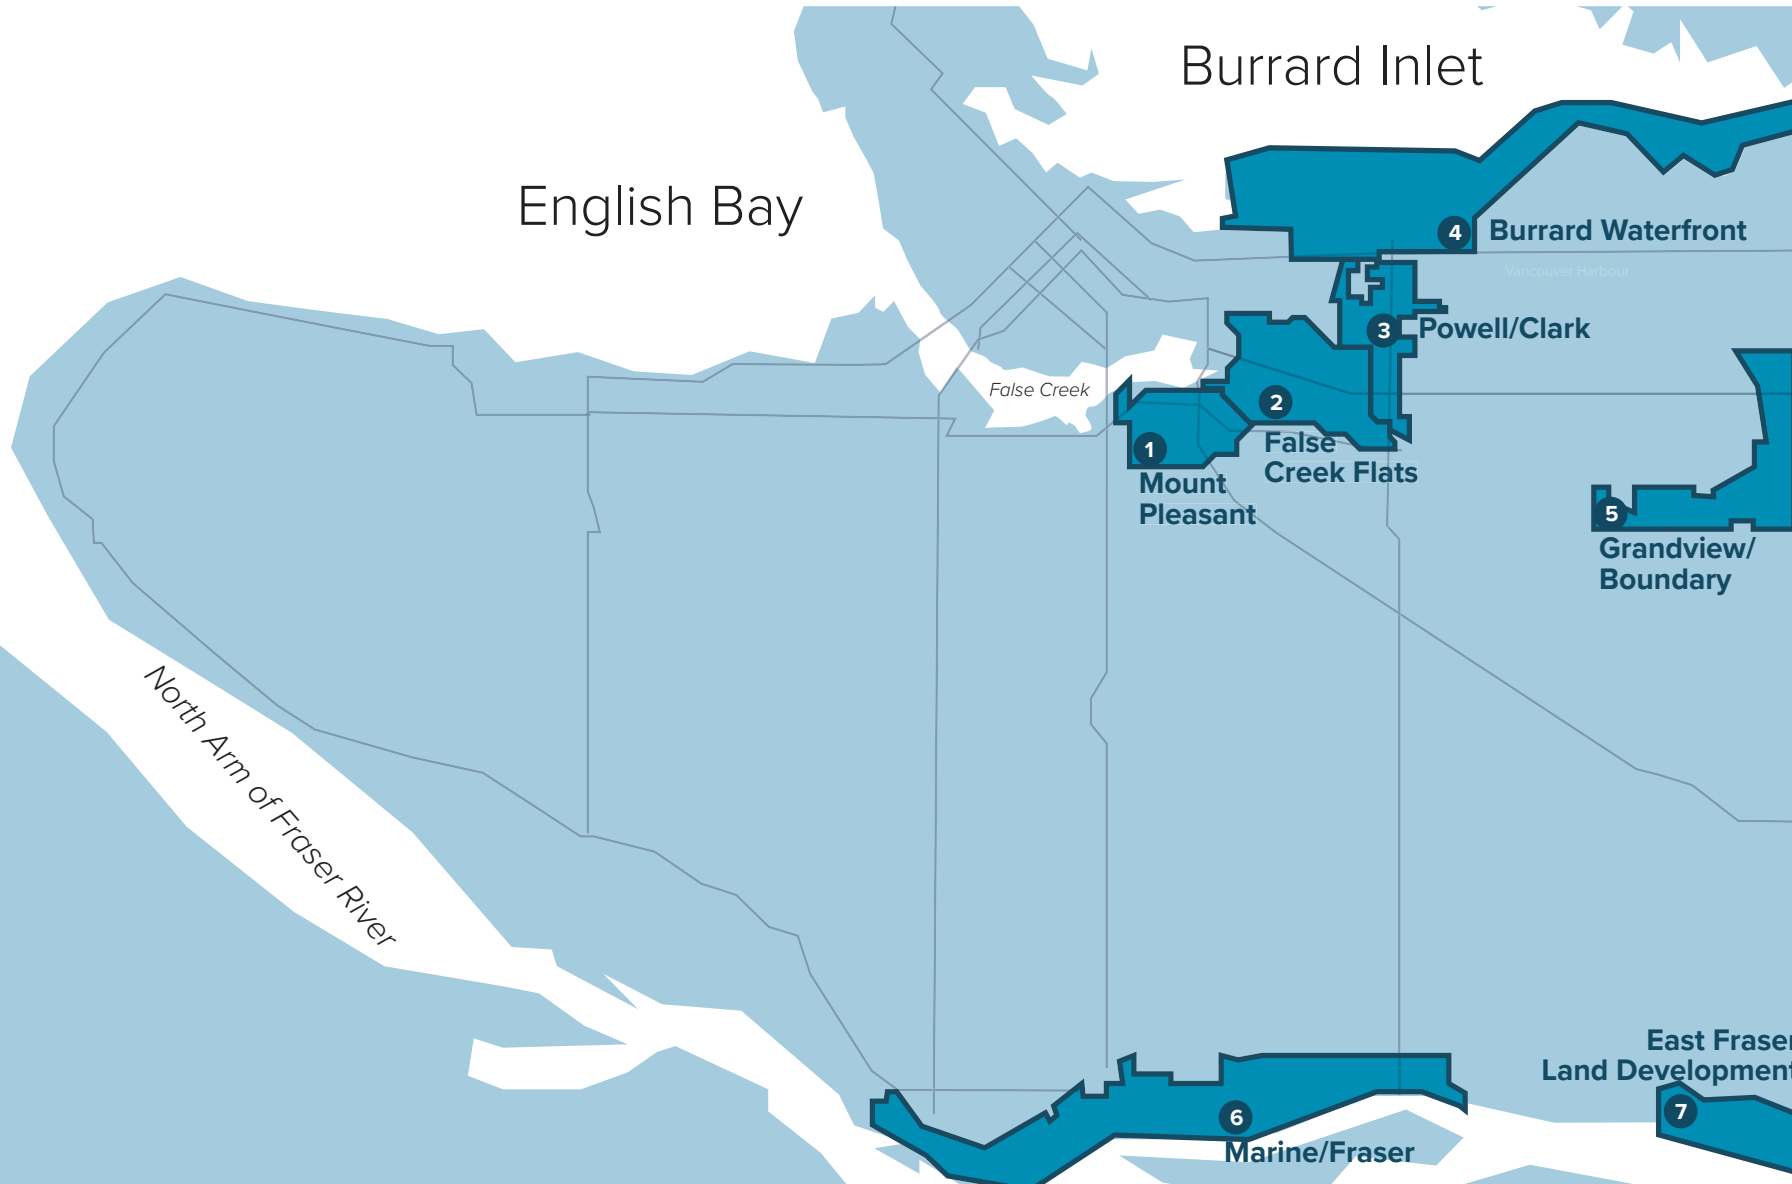 Burrard Inlet
English Bay
4 Burrard Waterfront
Vancouver Harbour
3 Powell/Clark
False Creek
2
False
Creek Flats
1
Mount
Pleasant
5
Grandview/
Boundary
North Arm of Fraser River
East Fraser
Land Development
7
6
Marine/Fraser